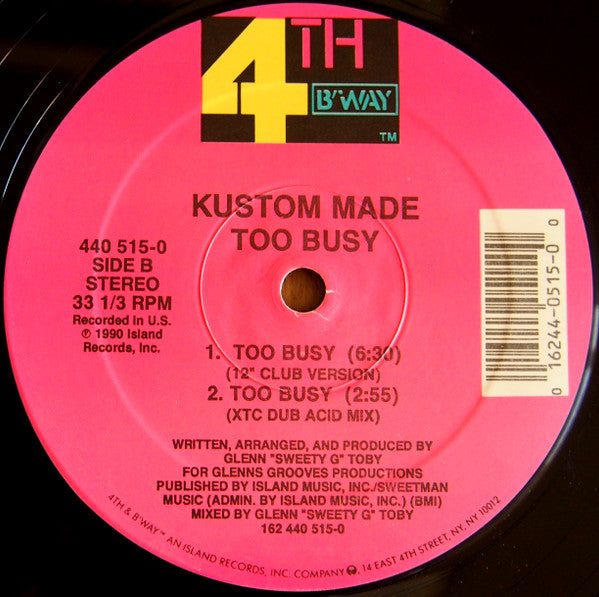 4TH
B'WAY
TM
KUSTOM MADE
TOO BUSY
440 515-0
SIDE B
STEREO
33 1/3 RPM
Recorded in U.S.
℗ 1990 Island
Records, Inc.
0 16244-0515-0 0
1. TOO BUSY (6:30)
(12" CLUB VERSION)
2. TOO BUSY (2:55)
(XTC DUB ACID MIX)
WRITTEN, ARRANGED, AND PRODUCED BY
GLENN "SWEETY G" TOBY
FOR GLENNS GROOVES PRODUCTIONS
PUBLISHED BY ISLAND MUSIC, INC./SWEETMAN
MUSIC (ADMIN. BY ISLAND MUSIC, INC.) (BMI)
MIXED BY GLENN "SWEETY G" TOBY
162 440 515-0
4TH & B'WAY™ AN ISLAND RECORDS, INC. COMPANY, 14 EAST 4TH STREET, NY, NY 10012